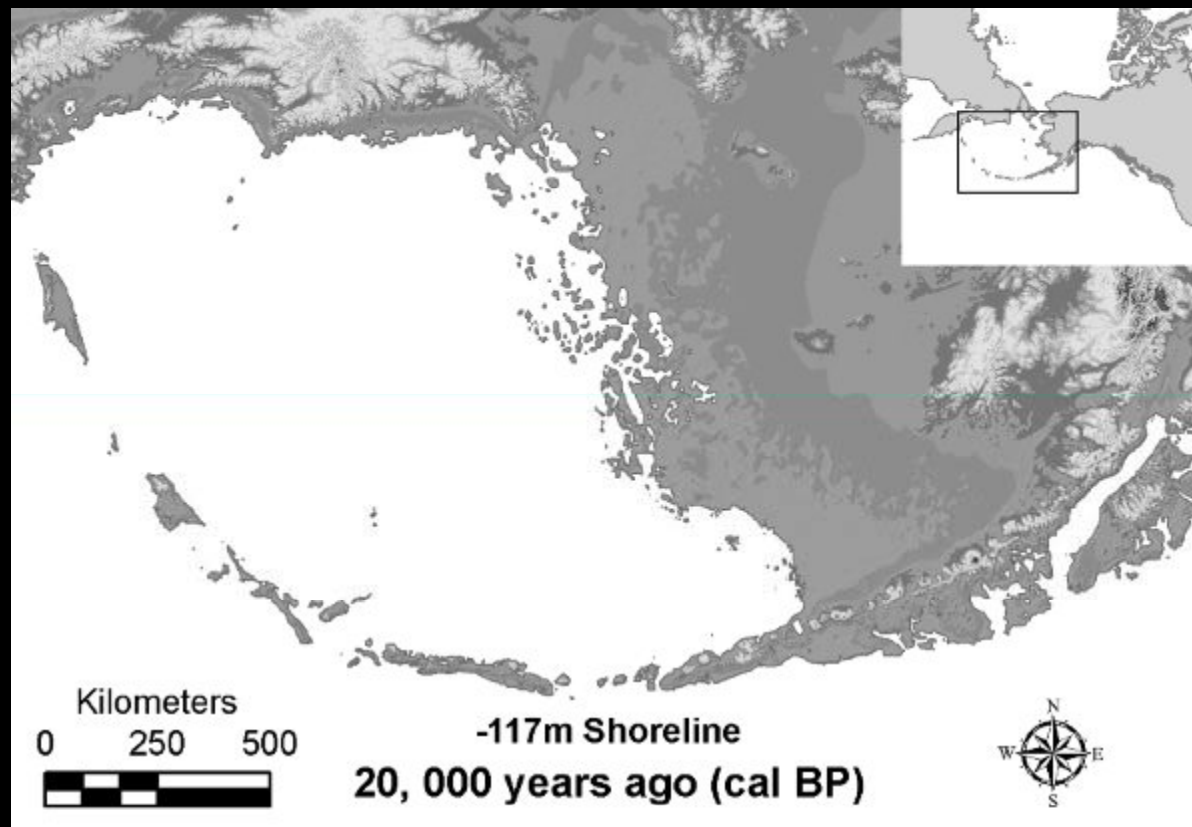 Kilometers
0 250 500
-117m Shoreline
20, 000 years ago (cal BP)
N
W E
S